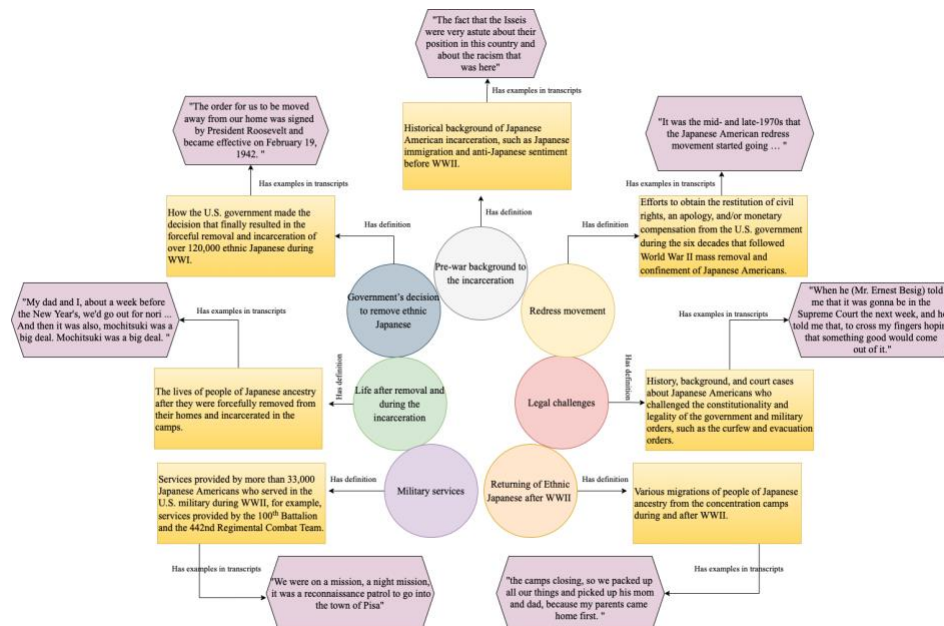 "The fact that the Isseis
were very astute about their
position in this country and
about the racism that
was here"
Has examples in transcripts
Historical background of Japanese
American incarceration, such as Japanese
immigration and anti-Japanese sentiment
before WWII.
Has definition
Pre-war background to
the incarceration
"The order for us to be moved
away from our home was signed
by President Roosevelt and
became effective on February 19,
1942. "
Has examples in transcripts
How the U.S. government made the
decision that finally resulted in the
forceful removal and incarceration of
over 120,000 ethnic Japanese during
WWI.
Has definition
Government's decision
to remove ethnic
Japanese
"It was the mid- and late-1970s that
the Japanese American redress
movement started going ... "
Has examples in transcripts
Efforts to obtain the restitution of civil
rights, an apology, and/or monetary
compensation from the U.S. government
during the six decades that followed
World War II mass removal and
confinement of Japanese Americans.
Has definition
Redress movement
"My dad and I, about a week before
the New Year's, we'd go out for nori ...
And then it was also, mochitsuki was a
big deal. Mochitsuki was a big deal. "
Has examples in transcripts
The lives of people of Japanese ancestry
after they were forcefully removed from
their homes and incarcerated in the
camps.
Has definition
Life after removal and
during the
incarceration
"When he (Mr. Ernest Besig) told
me that it was gonna be in the
Supreme Court the next week, and he
told me that, to cross my fingers hoping
that something good would come
out of it."
Has examples in transcripts
History, background, and court cases
about Japanese Americans who
challenged the constitutionality and
legality of the government and military
orders, such as the curfew and evacuation
orders.
Has definition
Legal challenges
Services provided by more than 33,000
Japanese Americans who served in the
U.S. military during WWII, for example,
services provided by the 100th Battalion
and the 442nd Regimental Combat Team.
Has definition
Military services
Has examples in transcripts
"We were on a mission, a night mission,
it was a reconnaissance patrol to go into
the town of Pisa"
Returning of Ethnic
Japanese after WWII
Has definition
Various migrations of people of Japanese
ancestry from the concentration camps
during and after WWII.
Has examples in transcripts
"the camps closing, so we packed up
all our things and picked up his mom
and dad, because my parents came
home first. "